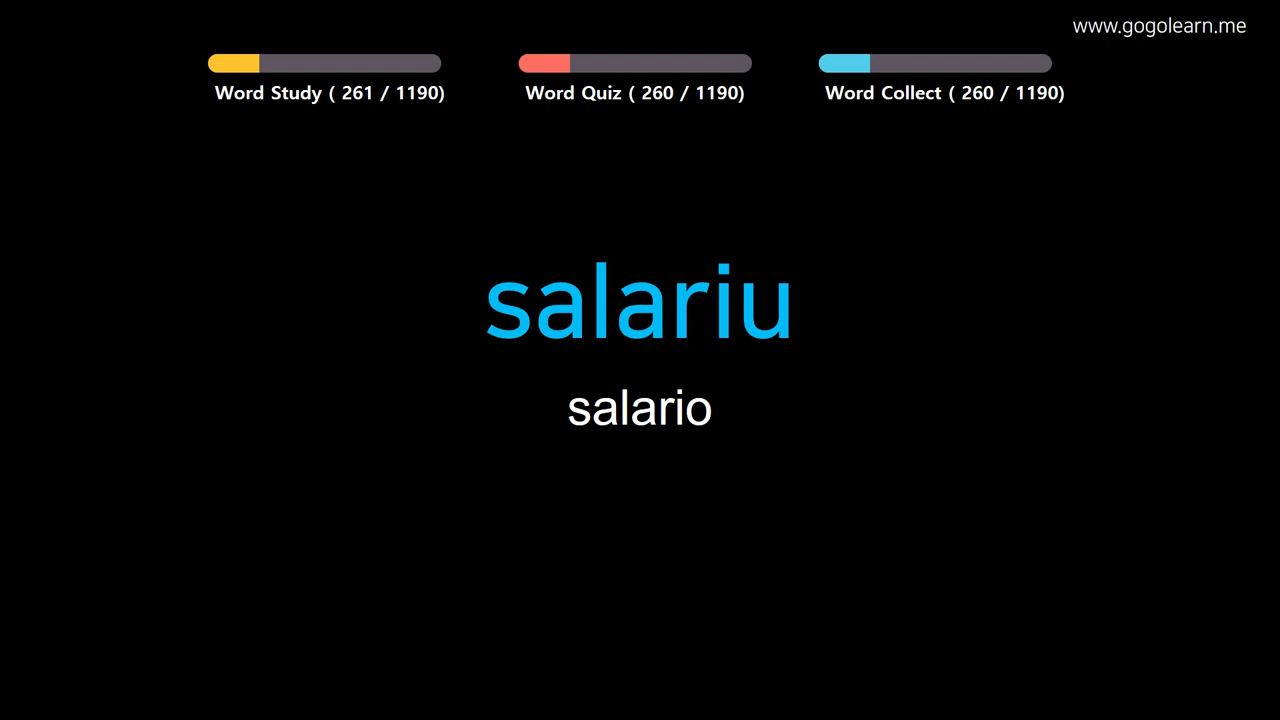 www.gogolearn.me
Word Study ( 261 / 1190)
Word Quiz ( 260 / 1190)
Word Collect ( 260 / 1190)
salariu
salario